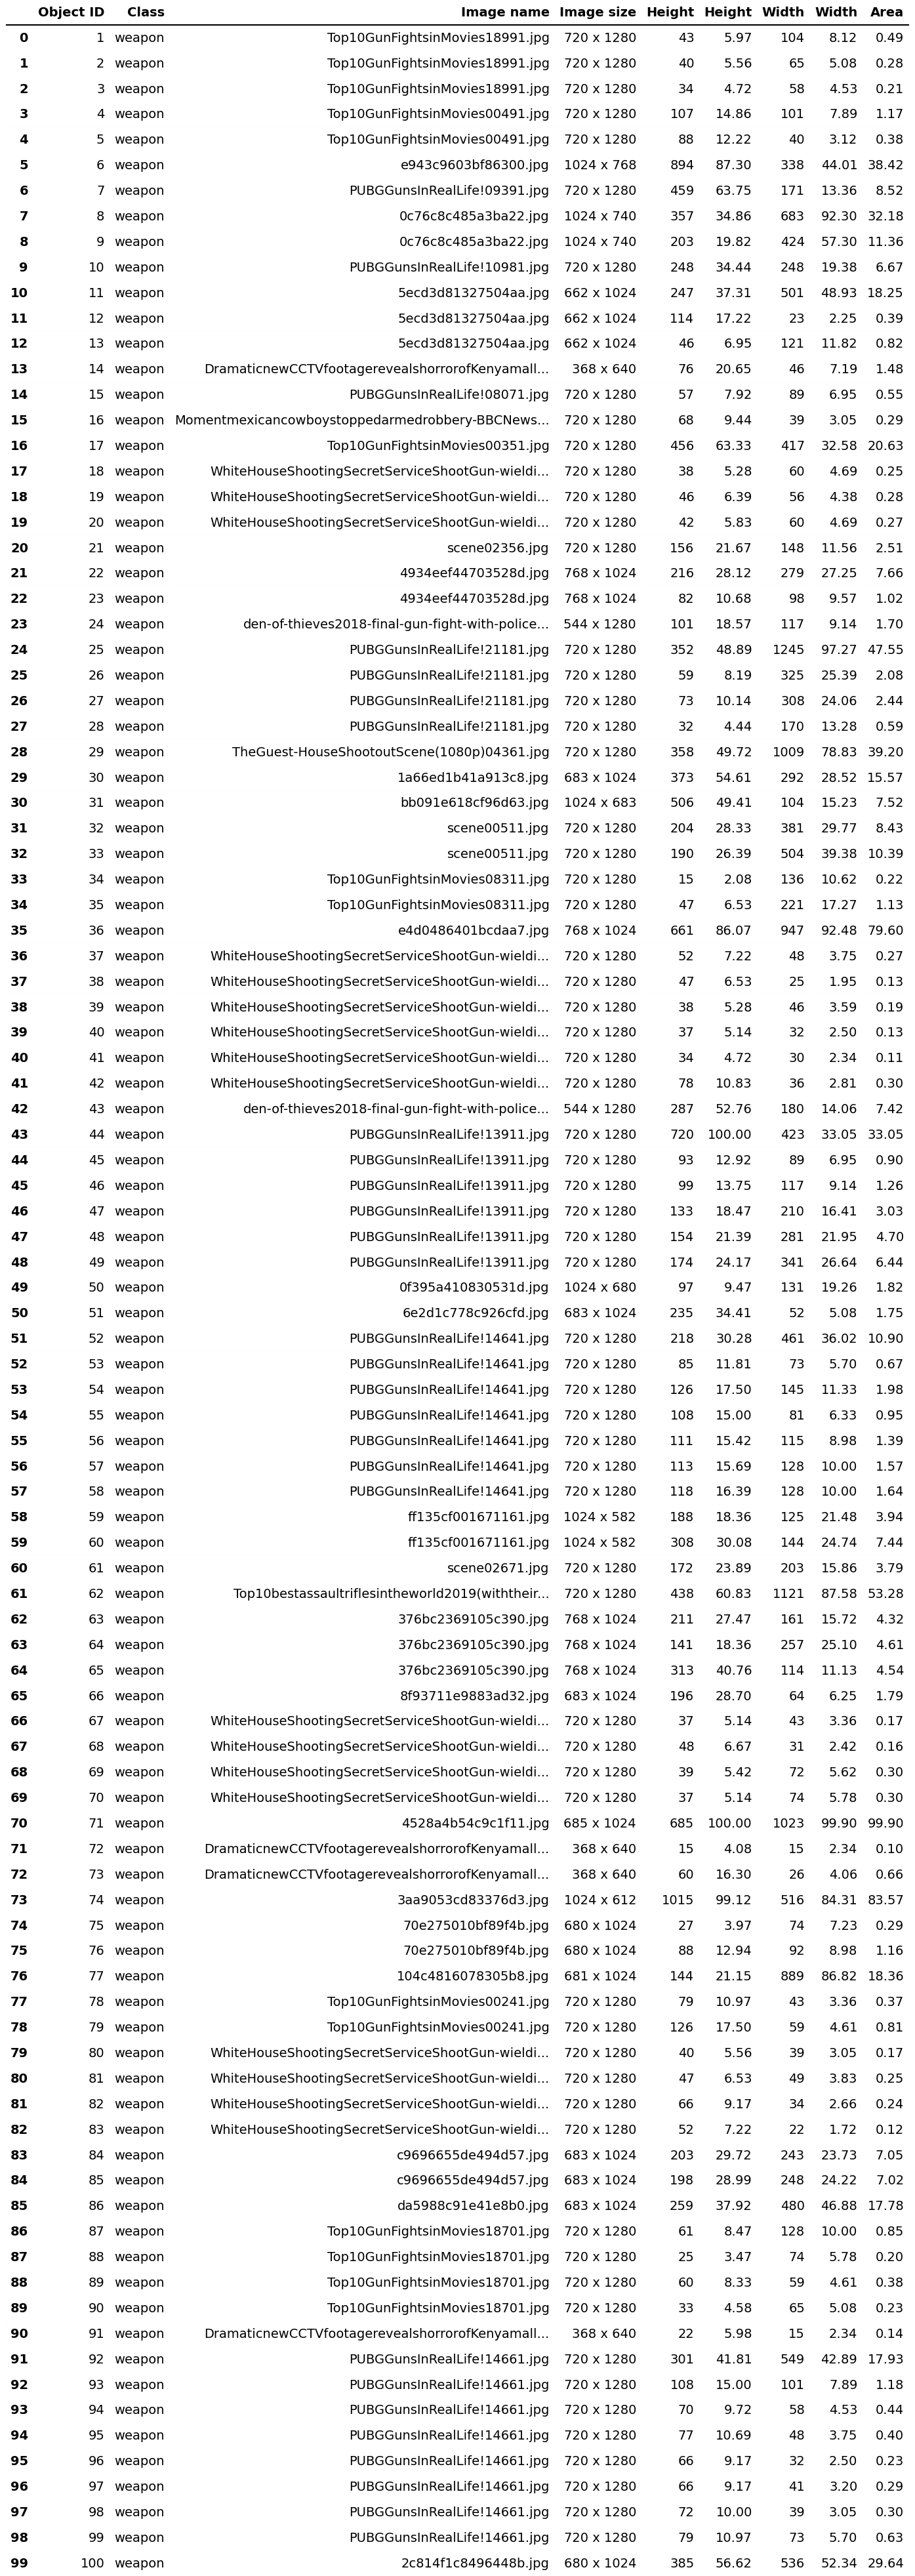 Object ID Class Image name Image size Height Height Width Width Area
0 1 weapon Top10GunFightsinMovies18991.jpg 720 x 1280 43 5.97 104 8.12 0.49
1 2 weapon Top10GunFightsinMovies18991.jpg 720 x 1280 40 5.56 65 5.08 0.28
2 3 weapon Top10GunFightsinMovies18991.jpg 720 x 1280 34 4.72 58 4.53 0.21
3 4 weapon Top10GunFightsinMovies00491.jpg 720 x 1280 107 14.86 101 7.89 1.17
4 5 weapon Top10GunFightsinMovies00491.jpg 720 x 1280 88 12.22 40 3.12 0.38
5 6 weapon e943c9603bf86300.jpg 1024 x 768 894 87.30 338 44.01 38.42
6 7 weapon PUBGGunsInRealLife!09391.jpg 720 x 1280 459 63.75 171 13.36 8.52
7 8 weapon 0c76c8c485a3ba22.jpg 1024 x 740 357 34.86 683 92.30 32.18
8 9 weapon 0c76c8c485a3ba22.jpg 1024 x 740 203 19.82 424 57.30 11.36
9 10 weapon PUBGGunsInRealLife!10981.jpg 720 x 1280 248 34.44 248 19.38 6.67
10 11 weapon 5ecd3d81327504aa.jpg 662 x 1024 247 37.31 501 48.93 18.25
11 12 weapon 5ecd3d81327504aa.jpg 662 x 1024 114 17.22 23 2.25 0.39
12 13 weapon 5ecd3d81327504aa.jpg 662 x 1024 46 6.95 121 11.82 0.82
13 14 weapon DramaticnewCCTVfootagerevealshorrorofKenyamall... 368 x 640 76 20.65 46 7.19 1.48
14 15 weapon PUBGGunsInRealLife!08071.jpg 720 x 1280 57 7.92 89 6.95 0.55
15 16 weapon Momentmexicancowboystoppedarmedrobbery-BBCNews... 720 x 1280 68 9.44 39 3.05 0.29
16 17 weapon Top10GunFightsinMovies00351.jpg 720 x 1280 456 63.33 417 32.58 20.63
17 18 weapon WhiteHouseShootingSecretServiceShootGun-wieldi... 720 x 1280 38 5.28 60 4.69 0.25
18 19 weapon WhiteHouseShootingSecretServiceShootGun-wieldi... 720 x 1280 46 6.39 56 4.38 0.28
19 20 weapon WhiteHouseShootingSecretServiceShootGun-wieldi... 720 x 1280 42 5.83 60 4.69 0.27
20 21 weapon scene02356.jpg 720 x 1280 156 21.67 148 11.56 2.51
21 22 weapon 4934eef44703528d.jpg 768 x 1024 216 28.12 279 27.25 7.66
22 23 weapon 4934eef44703528d.jpg 768 x 1024 82 10.68 98 9.57 1.02
23 24 weapon den-of-thieves2018-final-gun-fight-with-police... 544 x 1280 101 18.57 117 9.14 1.70
24 25 weapon PUBGGunsInRealLife!21181.jpg 720 x 1280 352 48.89 1245 97.27 47.55
25 26 weapon PUBGGunsInRealLife!21181.jpg 720 x 1280 59 8.19 325 25.39 2.08
26 27 weapon PUBGGunsInRealLife!21181.jpg 720 x 1280 73 10.14 308 24.06 2.44
27 28 weapon PUBGGunsInRealLife!21181.jpg 720 x 1280 32 4.44 170 13.28 0.59
28 29 weapon TheGuest-HouseShootoutScene(1080p)04361.jpg 720 x 1280 358 49.72 1009 78.83 39.20
29 30 weapon 1a66ed1b41a913c8.jpg 683 x 1024 373 54.61 292 28.52 15.57
30 31 weapon bb091e618cf96d63.jpg 1024 x 683 506 49.41 104 15.23 7.52
31 32 weapon scene00511.jpg 720 x 1280 204 28.33 381 29.77 8.43
32 33 weapon scene00511.jpg 720 x 1280 190 26.39 504 39.38 10.39
33 34 weapon Top10GunFightsinMovies08311.jpg 720 x 1280 15 2.08 136 10.62 0.22
34 35 weapon Top10GunFightsinMovies08311.jpg 720 x 1280 47 6.53 221 17.27 1.13
35 36 weapon e4d0486401bcdaa7.jpg 768 x 1024 661 86.07 947 92.48 79.60
36 37 weapon WhiteHouseShootingSecretServiceShootGun-wieldi... 720 x 1280 52 7.22 48 3.75 0.27
37 38 weapon WhiteHouseShootingSecretServiceShootGun-wieldi... 720 x 1280 47 6.53 25 1.95 0.13
38 39 weapon WhiteHouseShootingSecretServiceShootGun-wieldi... 720 x 1280 38 5.28 46 3.59 0.19
39 40 weapon WhiteHouseShootingSecretServiceShootGun-wieldi... 720 x 1280 37 5.14 32 2.50 0.13
40 41 weapon WhiteHouseShootingSecretServiceShootGun-wieldi... 720 x 1280 34 4.72 30 2.34 0.11
41 42 weapon WhiteHouseShootingSecretServiceShootGun-wieldi... 720 x 1280 78 10.83 36 2.81 0.30
42 43 weapon den-of-thieves2018-final-gun-fight-with-police... 544 x 1280 287 52.76 180 14.06 7.42
43 44 weapon PUBGGunsInRealLife!13911.jpg 720 x 1280 720 100.00 423 33.05 33.05
44 45 weapon PUBGGunsInRealLife!13911.jpg 720 x 1280 93 12.92 89 6.95 0.90
45 46 weapon PUBGGunsInRealLife!13911.jpg 720 x 1280 99 13.75 117 9.14 1.26
46 47 weapon PUBGGunsInRealLife!13911.jpg 720 x 1280 133 18.47 210 16.41 3.03
47 48 weapon PUBGGunsInRealLife!13911.jpg 720 x 1280 154 21.39 281 21.95 4.70
48 49 weapon PUBGGunsInRealLife!13911.jpg 720 x 1280 174 24.17 341 26.64 6.44
49 50 weapon 0f395a410830531d.jpg 1024 x 680 97 9.47 131 19.26 1.82
50 51 weapon 6e2d1c778c926cfd.jpg 683 x 1024 235 34.41 52 5.08 1.75
51 52 weapon PUBGGunsInRealLife!14641.jpg 720 x 1280 218 30.28 461 36.02 10.90
52 53 weapon PUBGGunsInRealLife!14641.jpg 720 x 1280 85 11.81 73 5.70 0.67
53 54 weapon PUBGGunsInRealLife!14641.jpg 720 x 1280 126 17.50 145 11.33 1.98
54 55 weapon PUBGGunsInRealLife!14641.jpg 720 x 1280 108 15.00 81 6.33 0.95
55 56 weapon PUBGGunsInRealLife!14641.jpg 720 x 1280 111 15.42 115 8.98 1.39
56 57 weapon PUBGGunsInRealLife!14641.jpg 720 x 1280 113 15.69 128 10.00 1.57
57 58 weapon PUBGGunsInRealLife!14641.jpg 720 x 1280 118 16.39 128 10.00 1.64
58 59 weapon ff135cf001671161.jpg 1024 x 582 188 18.36 125 21.48 3.94
59 60 weapon ff135cf001671161.jpg 1024 x 582 308 30.08 144 24.74 7.44
60 61 weapon scene02671.jpg 720 x 1280 172 23.89 203 15.86 3.79
61 62 weapon Top10bestassaultriflesintheworld2019(withtheir... 720 x 1280 438 60.83 1121 87.58 53.28
62 63 weapon 376bc2369105c390.jpg 768 x 1024 211 27.47 161 15.72 4.32
63 64 weapon 376bc2369105c390.jpg 768 x 1024 141 18.36 257 25.10 4.61
64 65 weapon 376bc2369105c390.jpg 768 x 1024 313 40.76 114 11.13 4.54
65 66 weapon 8f93711e9883ad32.jpg 683 x 1024 196 28.70 64 6.25 1.79
66 67 weapon WhiteHouseShootingSecretServiceShootGun-wieldi... 720 x 1280 37 5.14 43 3.36 0.17
67 68 weapon WhiteHouseShootingSecretServiceShootGun-wieldi... 720 x 1280 48 6.67 31 2.42 0.16
68 69 weapon WhiteHouseShootingSecretServiceShootGun-wieldi... 720 x 1280 39 5.42 72 5.62 0.30
69 70 weapon WhiteHouseShootingSecretServiceShootGun-wieldi... 720 x 1280 37 5.14 74 5.78 0.30
70 71 weapon 4528a4b54c9c1f11.jpg 685 x 1024 685 100.00 1023 99.90 99.90
71 72 weapon DramaticnewCCTVfootagerevealshorrorofKenyamall... 368 x 640 15 4.08 15 2.34 0.10
72 73 weapon DramaticnewCCTVfootagerevealshorrorofKenyamall... 368 x 640 60 16.30 26 4.06 0.66
73 74 weapon 3aa9053cd83376d3.jpg 1024 x 612 1015 99.12 516 84.31 83.57
74 75 weapon 70e275010bf89f4b.jpg 680 x 1024 27 3.97 74 7.23 0.29
75 76 weapon 70e275010bf89f4b.jpg 680 x 1024 88 12.94 92 8.98 1.16
76 77 weapon 104c4816078305b8.jpg 681 x 1024 144 21.15 889 86.82 18.36
77 78 weapon Top10GunFightsinMovies00241.jpg 720 x 1280 79 10.97 43 3.36 0.37
78 79 weapon Top10GunFightsinMovies00241.jpg 720 x 1280 126 17.50 59 4.61 0.81
79 80 weapon WhiteHouseShootingSecretServiceShootGun-wieldi... 720 x 1280 40 5.56 39 3.05 0.17
80 81 weapon WhiteHouseShootingSecretServiceShootGun-wieldi... 720 x 1280 47 6.53 49 3.83 0.25
81 82 weapon WhiteHouseShootingSecretServiceShootGun-wieldi... 720 x 1280 66 9.17 34 2.66 0.24
82 83 weapon WhiteHouseShootingSecretServiceShootGun-wieldi... 720 x 1280 52 7.22 22 1.72 0.12
83 84 weapon c9696655de494d57.jpg 683 x 1024 203 29.72 243 23.73 7.05
84 85 weapon c9696655de494d57.jpg 683 x 1024 198 28.99 248 24.22 7.02
85 86 weapon da5988c91e41e8b0.jpg 683 x 1024 259 37.92 480 46.88 17.78
86 87 weapon Top10GunFightsinMovies18701.jpg 720 x 1280 61 8.47 128 10.00 0.85
87 88 weapon Top10GunFightsinMovies18701.jpg 720 x 1280 25 3.47 74 5.78 0.20
88 89 weapon Top10GunFightsinMovies18701.jpg 720 x 1280 60 8.33 59 4.61 0.38
89 90 weapon Top10GunFightsinMovies18701.jpg 720 x 1280 33 4.58 65 5.08 0.23
90 91 weapon DramaticnewCCTVfootagerevealshorrorofKenyamall... 368 x 640 22 5.98 15 2.34 0.14
91 92 weapon PUBGGunsInRealLife!14661.jpg 720 x 1280 301 41.81 549 42.89 17.93
92 93 weapon PUBGGunsInRealLife!14661.jpg 720 x 1280 108 15.00 101 7.89 1.18
93 94 weapon PUBGGunsInRealLife!14661.jpg 720 x 1280 70 9.72 58 4.53 0.44
94 95 weapon PUBGGunsInRealLife!14661.jpg 720 x 1280 77 10.69 48 3.75 0.40
95 96 weapon PUBGGunsInRealLife!14661.jpg 720 x 1280 66 9.17 32 2.50 0.23
96 97 weapon PUBGGunsInRealLife!14661.jpg 720 x 1280 66 9.17 41 3.20 0.29
97 98 weapon PUBGGunsInRealLife!14661.jpg 720 x 1280 72 10.00 39 3.05 0.30
98 99 weapon PUBGGunsInRealLife!14661.jpg 720 x 1280 79 10.97 73 5.70 0.63
99 100 weapon 2c814f1c8496448b.jpg 680 x 1024 385 56.62 536 52.34 29.64